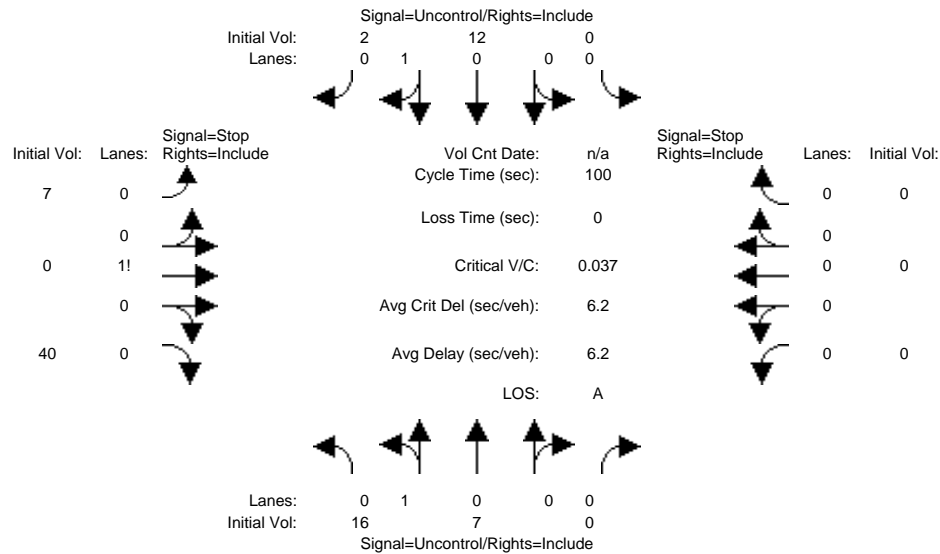 Signal=Uncontrol/Rights=Include
Initial Vol: 2 12 0
Lanes: 0 1 0 0 0
Signal=Stop Signal=Stop
Initial Vol: Lanes: Rights=Include Vol Cnt Date: n/a Rights=Include Lanes: Initial Vol:
Cycle Time (sec): 100
7 0 0 0
Loss Time (sec): 0
0 0
0 1! Critical V/C: 0.037 0 0
0 Avg Crit Del (sec/veh): 6.2 0
40 0 Avg Delay (sec/veh): 6.2 0 0
LOS: A
Lanes: 0 1 0 0 0
Initial Vol: 16 7 0
Signal=Uncontrol/Rights=Include